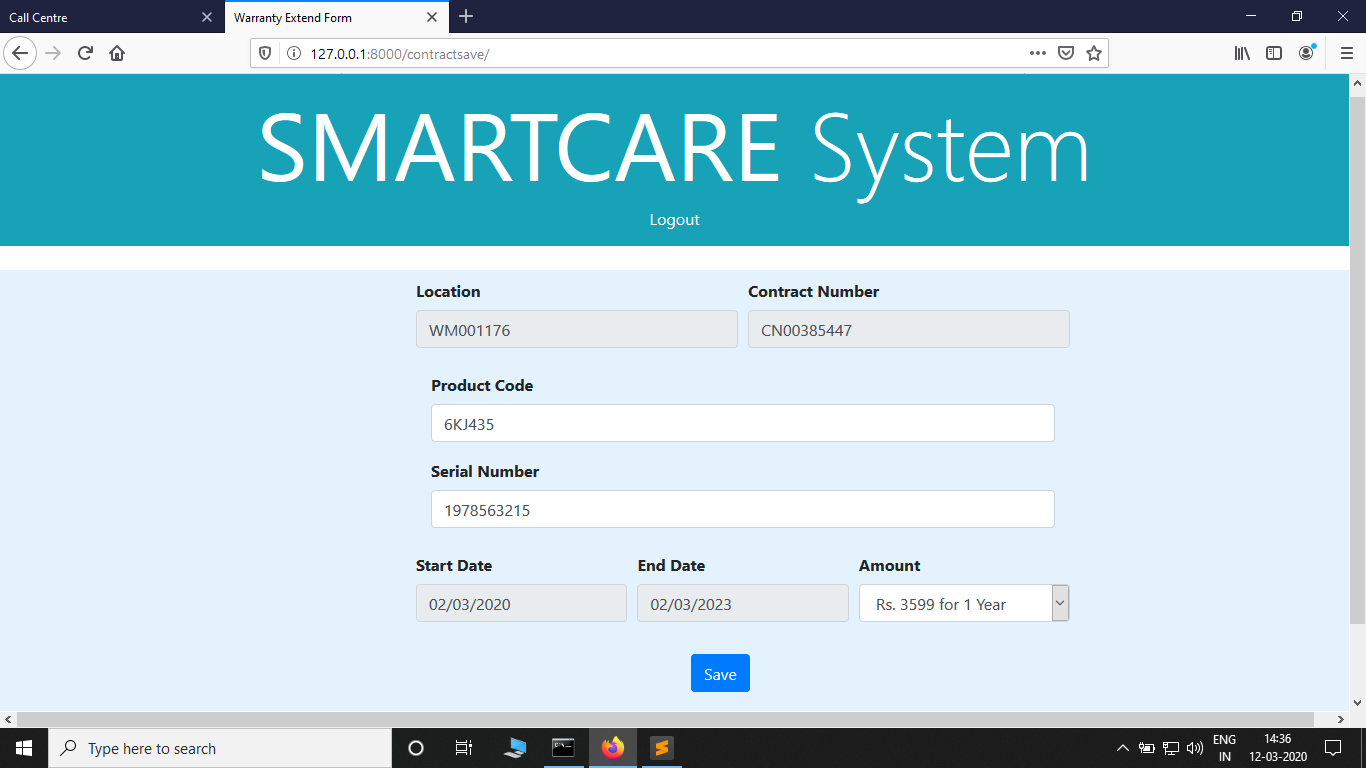 Call Centre
Warranty Extend Form
127.0.0.1:8000/contractsave/
SMARTCARE System
Logout
Location
Contract Number
WM001176
CN00385447
Product Code
6KJ435
Serial Number
1978563215
Start Date
End Date
Amount
02/03/2020
02/03/2023
Rs. 3599 for 1 Year
Save
Type here to search
ENG
IN
14:36
12-03-2020